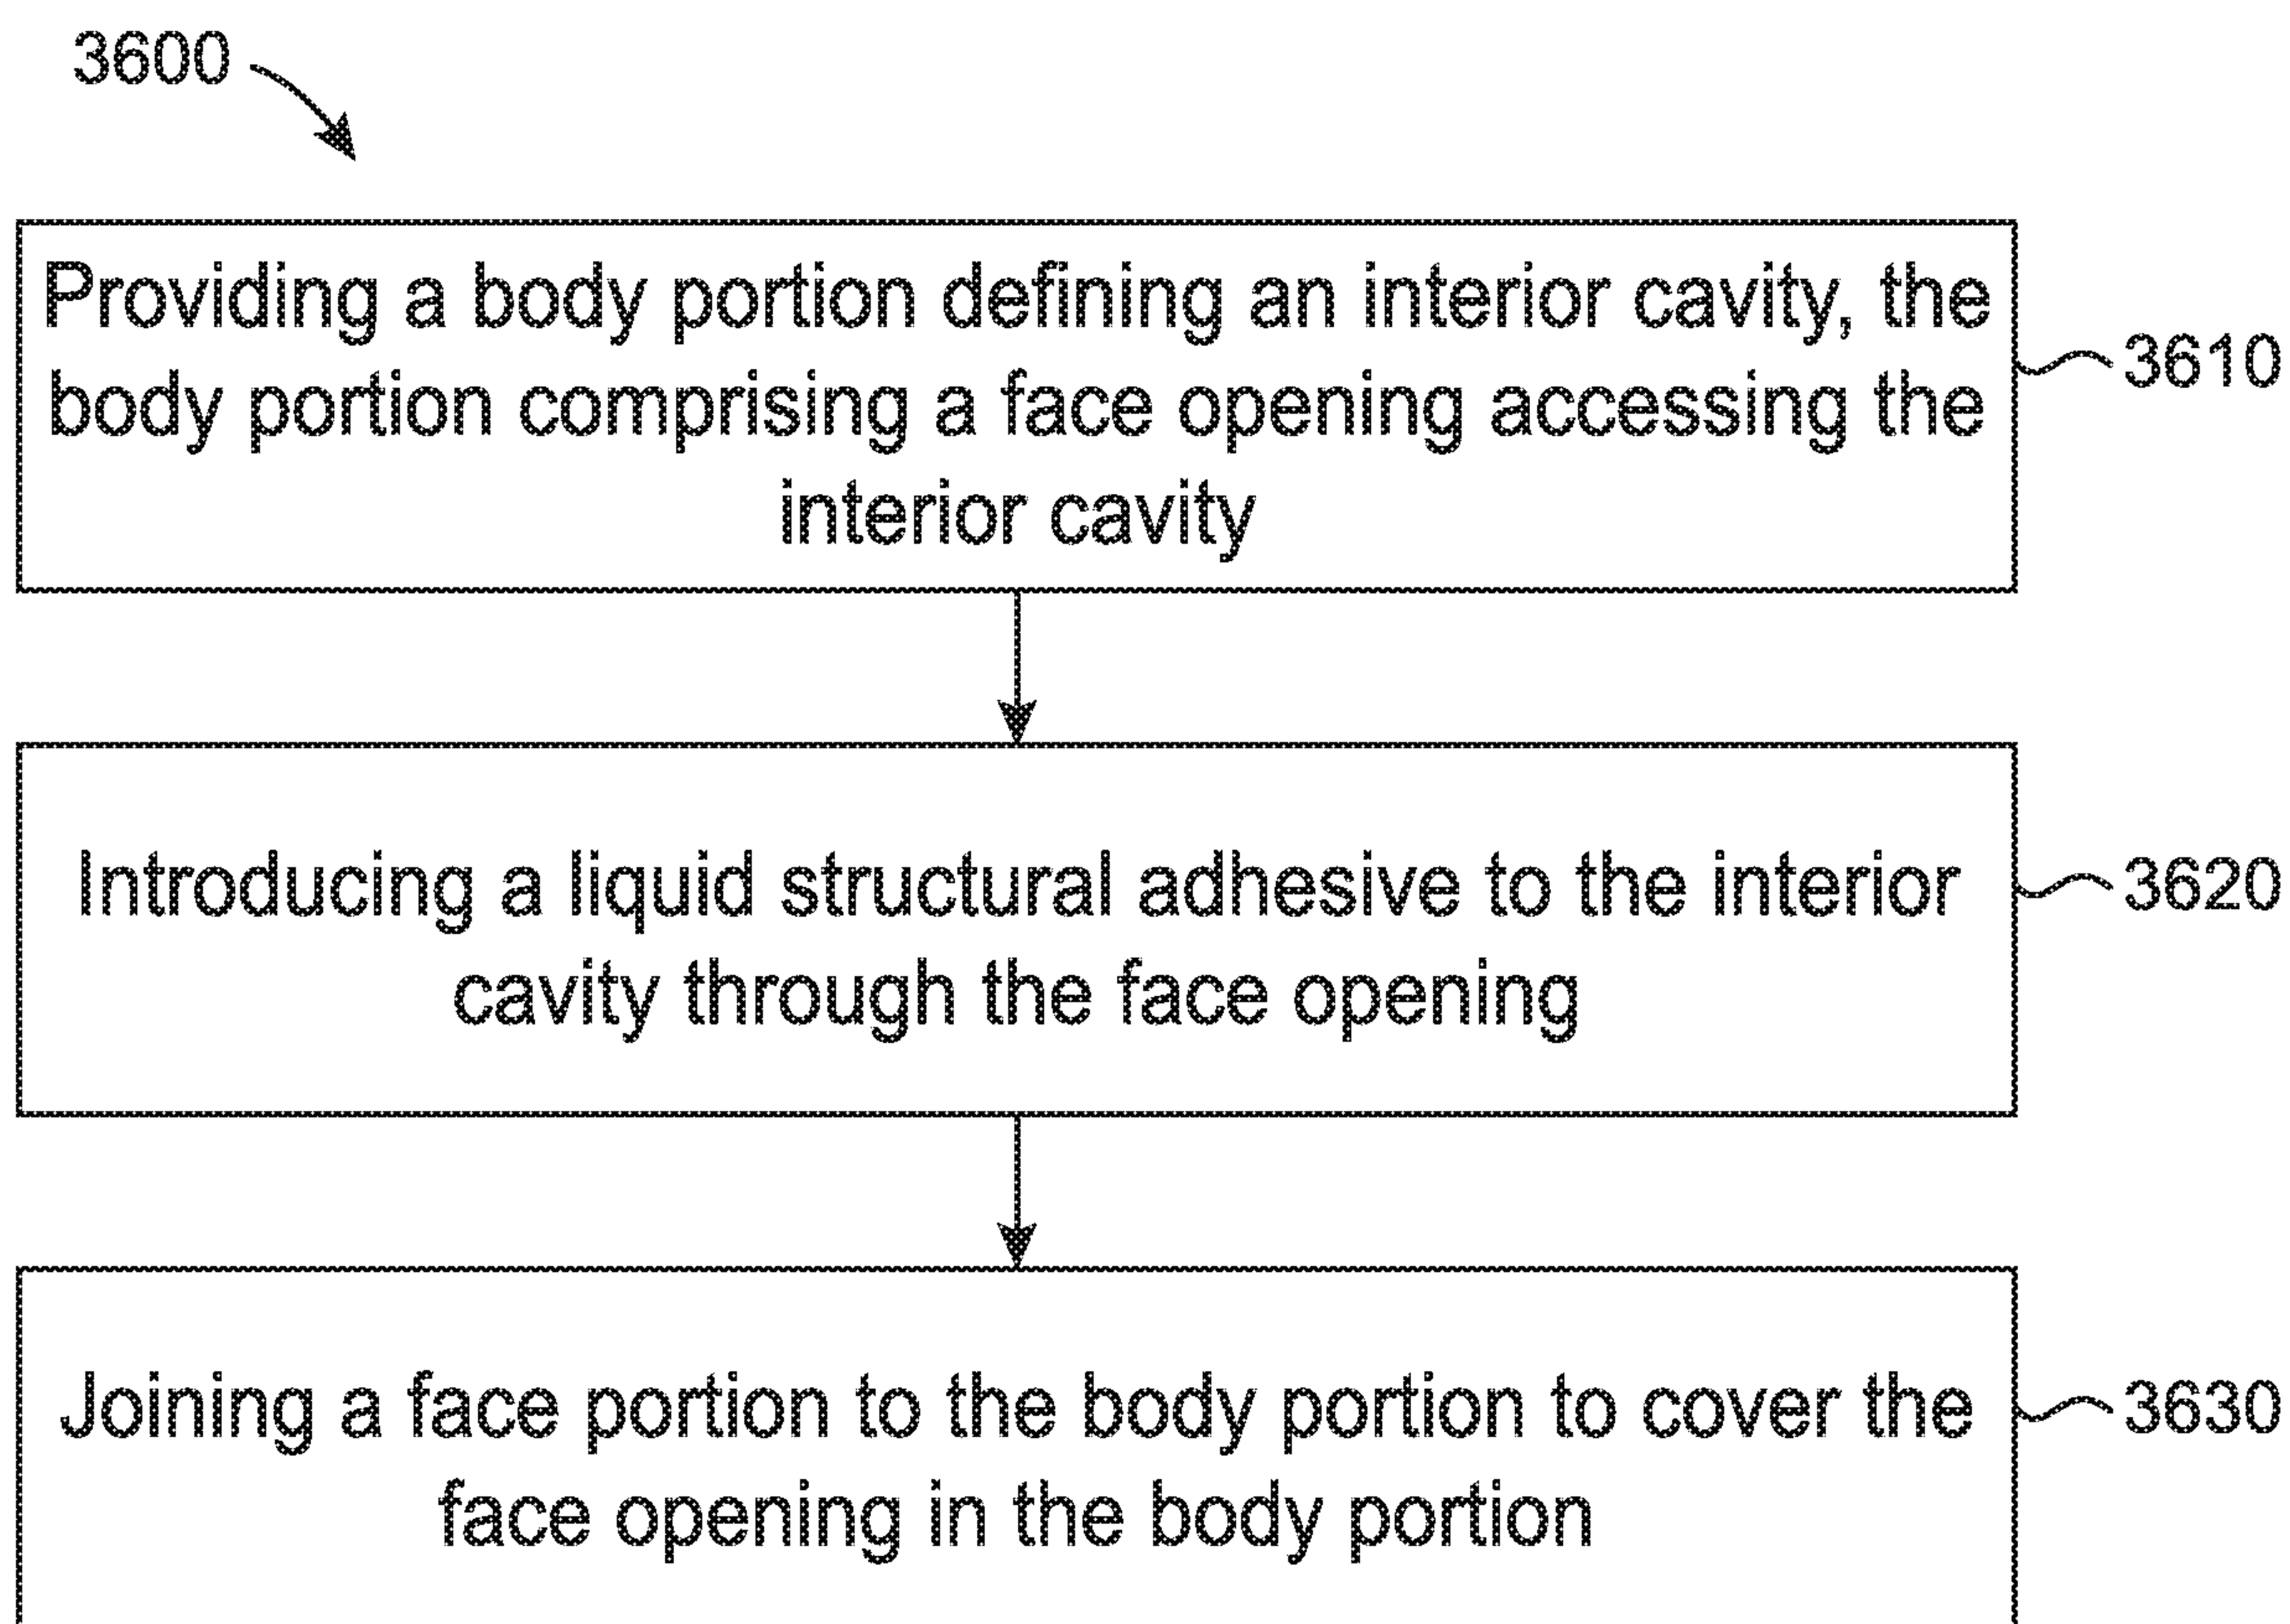 3600
Providing a body portion defining an interior cavity, the
body portion comprising a face opening accessing the
interior cavity
3610
Introducing a liquid structural adhesive to the interior
cavity through the face opening
3620
Joining a face portion to the body portion to cover the
face opening in the body portion
3630